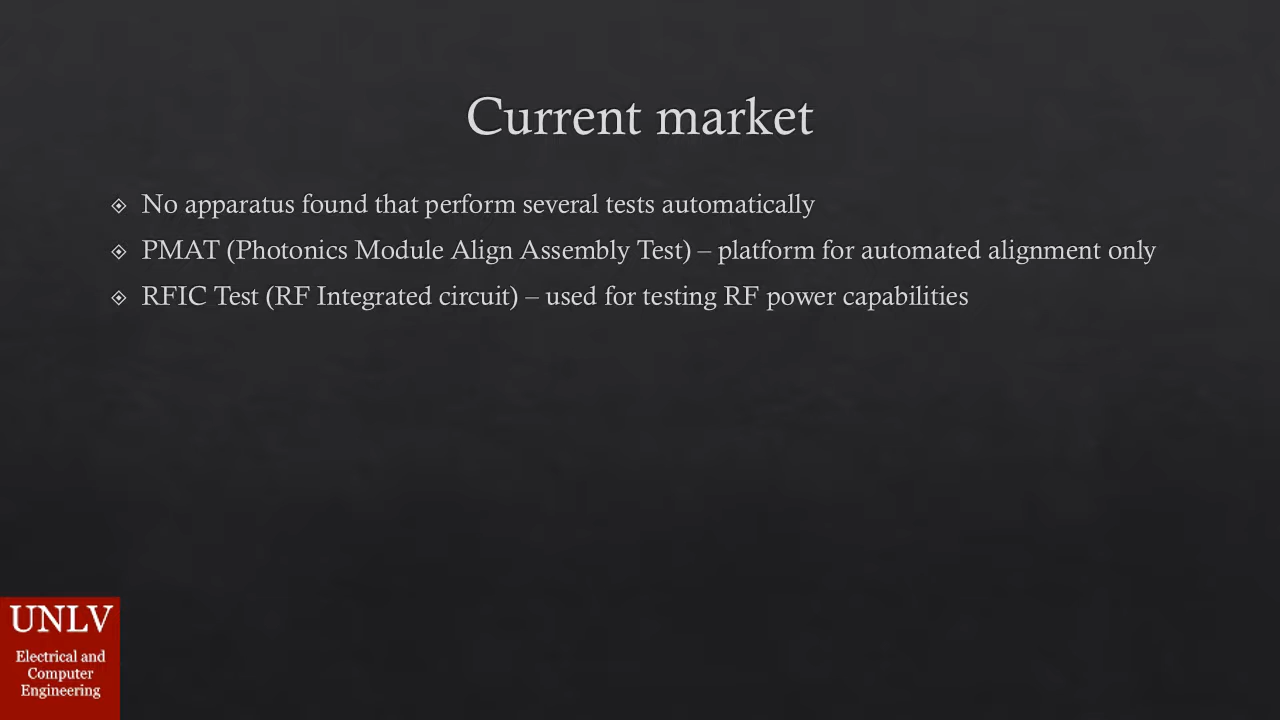 Current market
No apparatus found that perform several tests automatically
PMAT (Photonics Module Align Assembly Test) – platform for automated alignment only
RFIC Test (RF Integrated circuit) – used for testing RF power capabilities
UNLV
Electrical and
Computer
Engineering